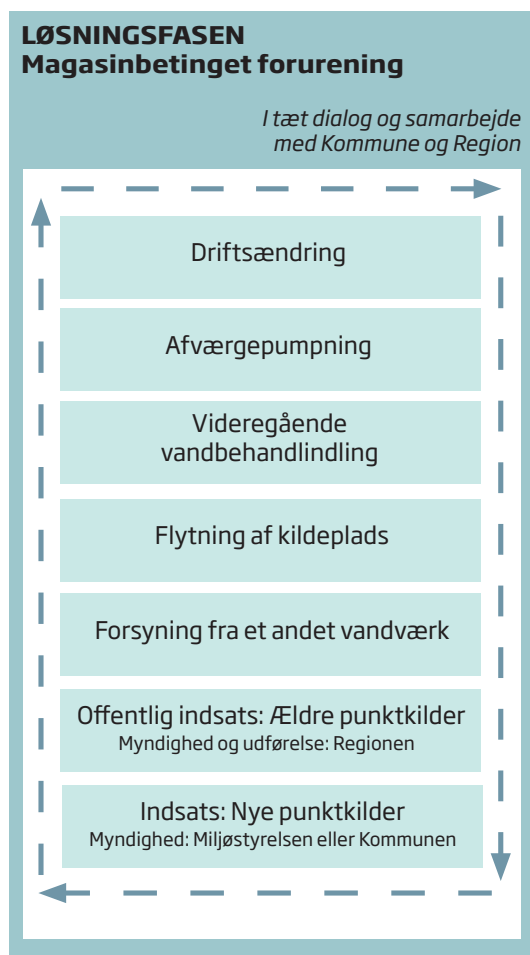 LØSNINGSFASEN
Magasinbetinget forurening
I tæt dialog og samarbejde
med Kommune og Region
Driftsændring
Afværgepumpning
Videregående
vandbehandlindling
Flytning af kildeplads
Forsyning fra et andet vandværk
Offentlig indsats: Ældre punktkilder
Myndighed og udførelse: Regionen
Indsats: Nye punktkilder
Myndighed: Miljøstyrelsen eller Kommunen